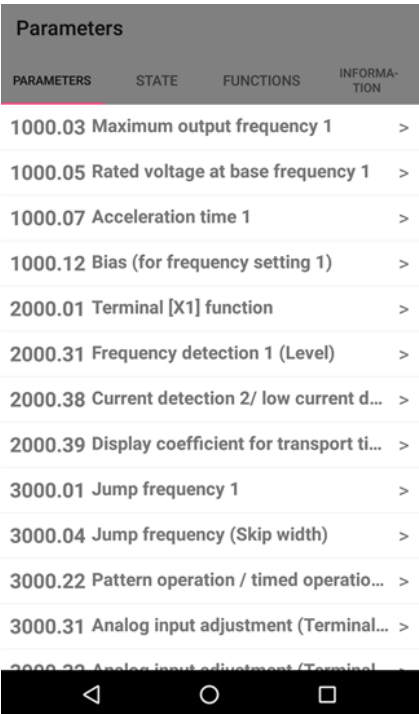 Parameters
PARAMETERS STATE FUNCTIONS INFORMA-
TION
1000.03 Maximum output frequency 1 >
1000.05 Rated voltage at base frequency 1 >
1000.07 Acceleration time 1 >
1000.12 Bias (for frequency setting 1) >
2000.01 Terminal [X1] function >
2000.31 Frequency detection 1 (Level) >
2000.38 Current detection 2/ low current d... >
2000.39 Display coefficient for transport ti... >
3000.01 Jump frequency 1 >
3000.04 Jump frequency (Skip width) >
3000.22 Pattern operation / timed operatio... >
3000.31 Analog input adjustment (Terminal... >
Analog input adjustment (Terminal